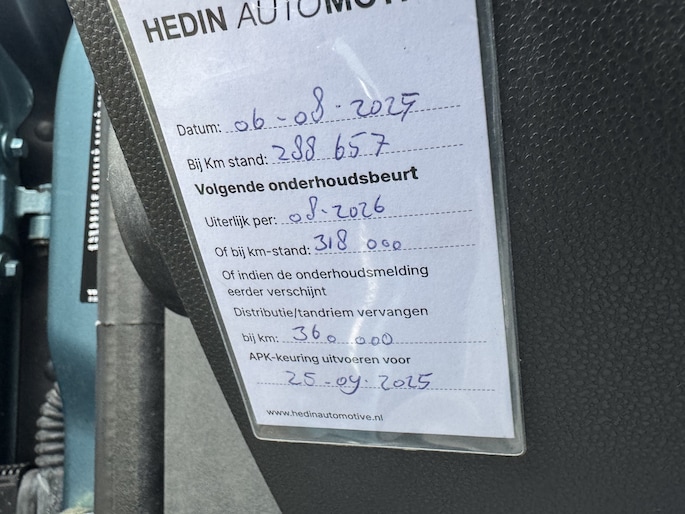 HEDIN AUTOMOTI
Datum: 06-08-2025
Bij Km stand: 288 657
Volgende onderhoudsbeurt
Uiterlijk per: 08-2026
Of bij km-stand: 318 000
Of indien de onderhoudsmelding
eerder verschijnt
Distributie/tandriem vervangen
bij km: 360.000
APK-keuring uitvoeren voor
25-09-2025
www.hedinautomotive.nl